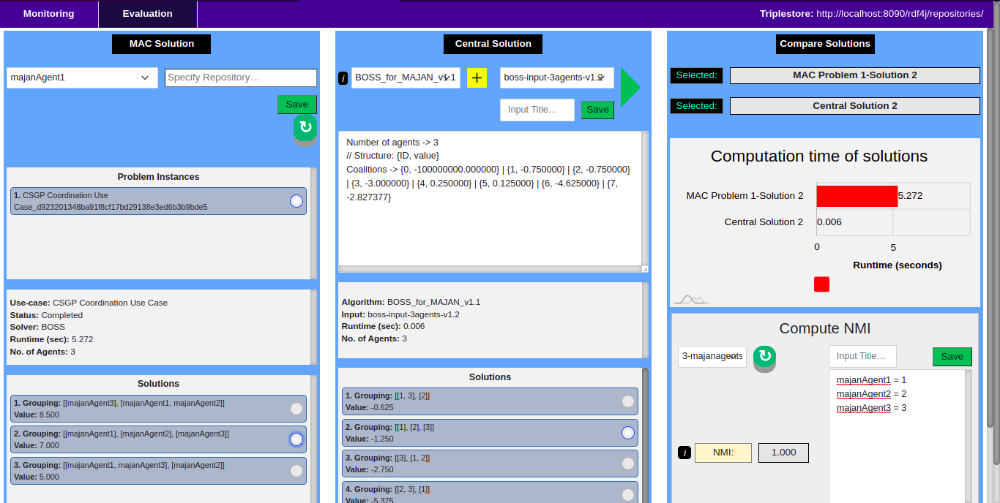 Monitoring
Evaluation
Triplestore: http://localhost:8090/rdf4j/repositories/
MAC Solution
majanAgent1
Specify Repository…
Save
Problem Instances
1. CSGP Coordination Use
Case_d923201348ba91f8cf17bd29138e3ed6b3b9bde5
Use-case: CSGP Coordination Use Case
Status: Completed
Solver: BOSS
Runtime (sec): 5.272
No. of Agents: 3
Solutions
1. Grouping: [[majanAgent3], [majanAgent1, majanAgent2]]
Value: 8.500
2. Grouping: [[majanAgent1], [majanAgent2], [majanAgent3]]
Value: 7.000
3. Grouping: [[majanAgent1, majanAgent3], [majanAgent2]]
Value: 5.000
Central Solution
i
BOSS_for_MAJAN_v1.1
+
boss-input-3agents-v1.2
Input Title…
Save
Number of agents -> 3
// Structure: {ID, value}
Coalitions -> {0, -100000000.000000} | {1, -0.750000} | {2, -0.750000}
| {3, -3.000000} | {4, 0.250000} | {5, 0.125000} | {6, -4.625000} | {7,
-2.827377}
Algorithm: BOSS_for_MAJAN_v1.1
Input: boss-input-3agents-v1.2
Runtime (sec): 0.006
No. of Agents: 3
Solutions
1. Grouping: [[1, 3], [2]]
Value: -0.625
2. Grouping: [[1], [2], [3]]
Value: -1.250
3. Grouping: [[3], [1, 2]]
Value: -2.750
4. Grouping: [[2, 3], [1]]
Value: -5.375
Compare Solutions
Selected:
MAC Problem 1-Solution 2
Selected:
Central Solution 2
Computation time of solutions
MAC Problem 1-Solution 2
5.272
Central Solution 2
0.006
0
5
Runtime (seconds)
Compute NMI
3-majanagents
Input Title…
Save
majanAgent1 = 1
majanAgent2 = 2
majanAgent3 = 3
i
NMI:
1.000